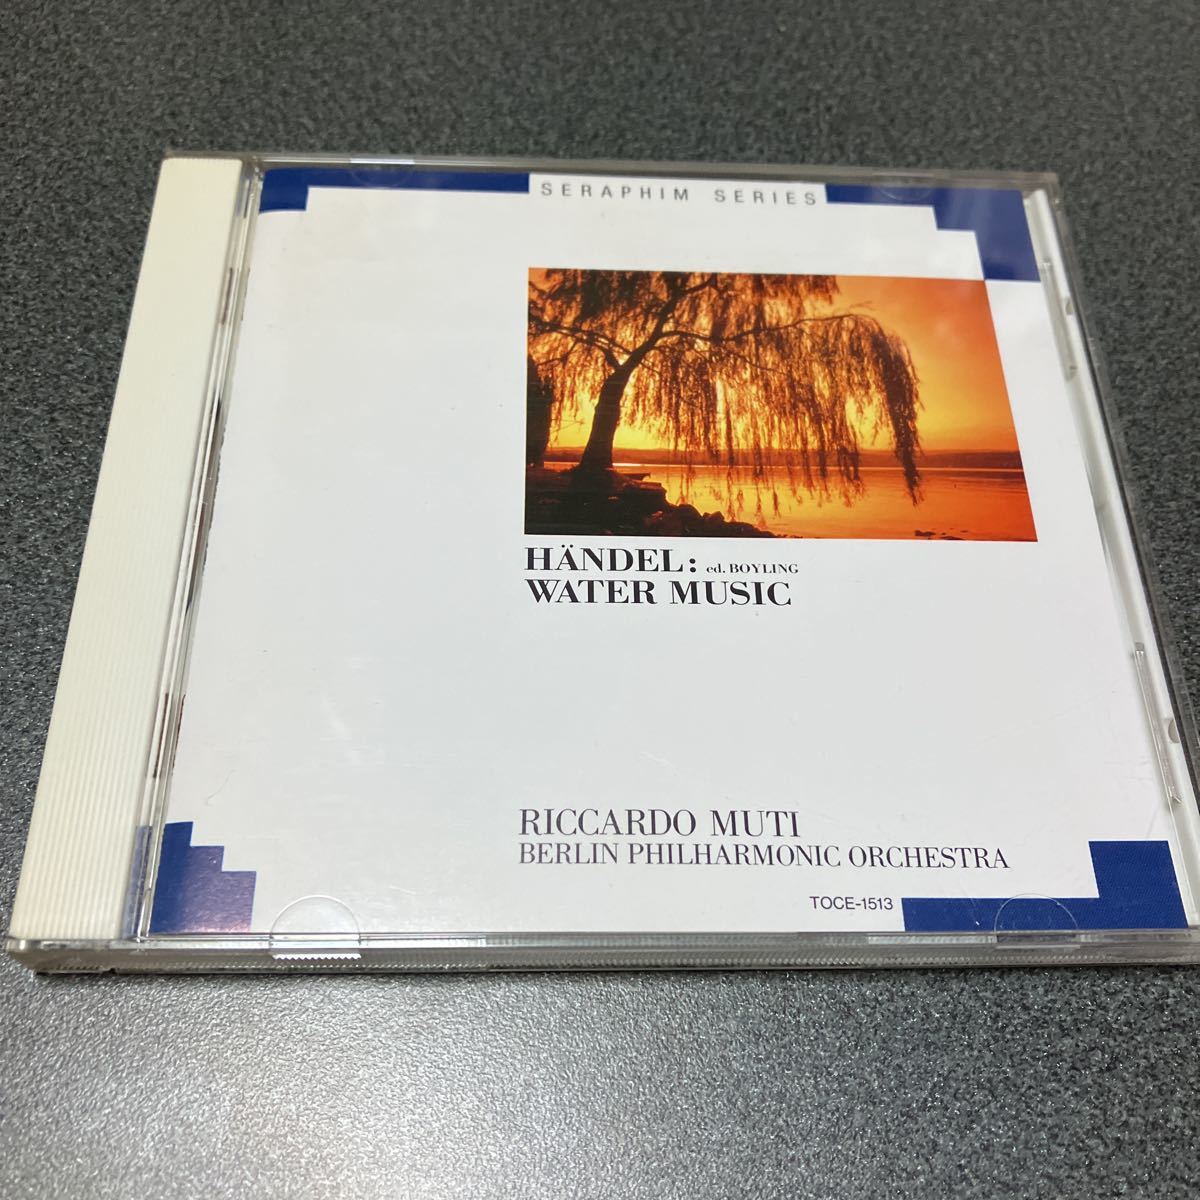 SERAPHIM SERIES
HÄNDEL: ed. BOYLING
WATER MUSIC
RICCARDO MUTI
BERLIN PHILHARMONIC ORCHESTRA
TOCE-1513